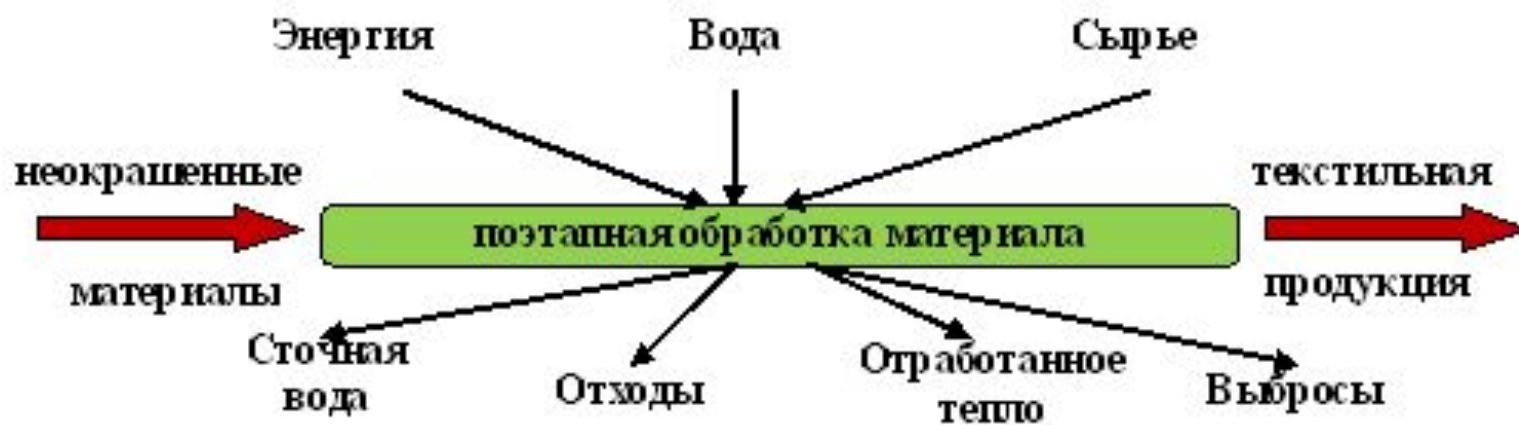 Энергия Вода Сырье
неокрашенные текстильная
поэтапная обработка материала
материалы продукция
Сточная
вода
Отходы
Отработанное
тепло
Выбросы